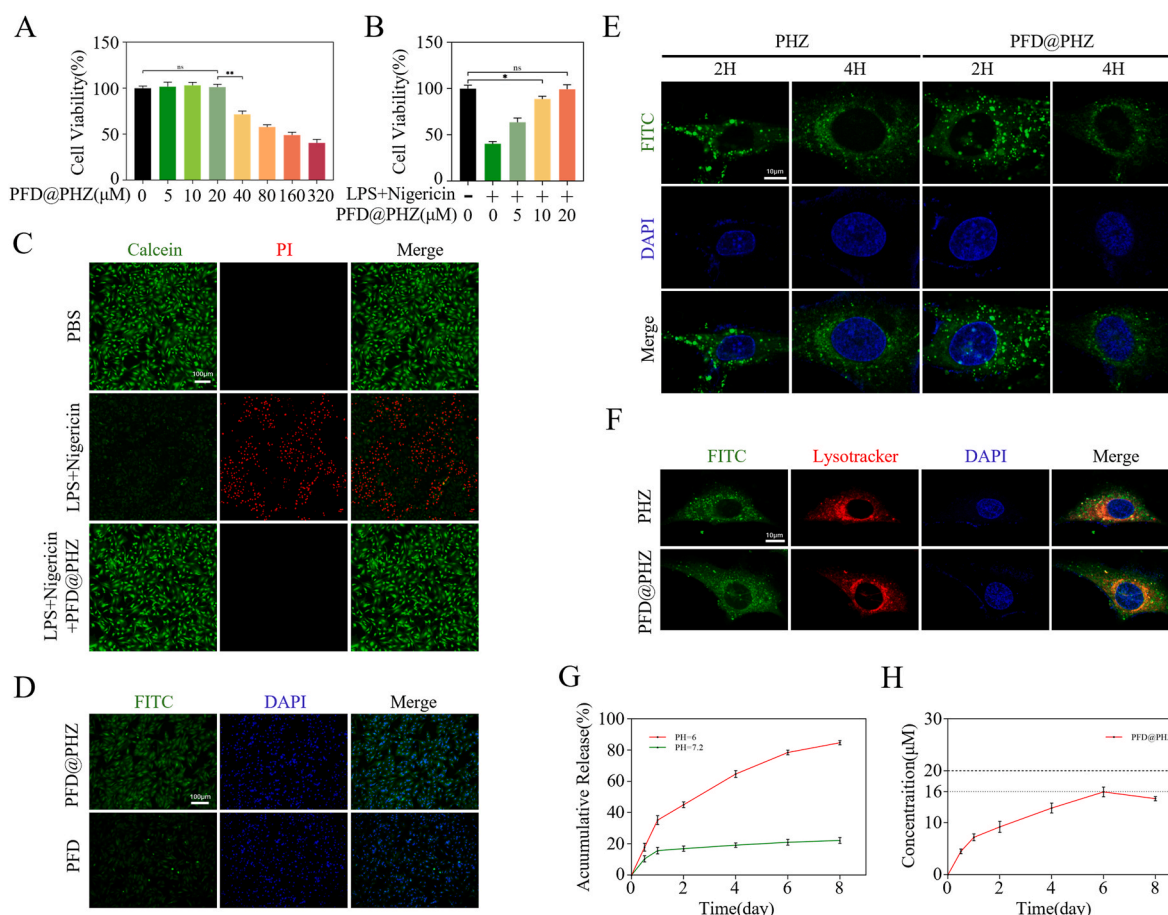 A
Cell Viability(%)
150
100
50
0
ns
**
PFD@PHZ(μM)
0 5 10 20 40 80 160 320
B
Cell Viability(%)
150
100
50
0
ns
*
LPS+Nigericin - + + + +
PFD@PHZ(μM) 0 0 5 10 20
C
Calcein PI Merge
PBS
100μm
LPS+Nigericin
LPS+Nigericin
+PFD@PHZ
D
FITC DAPI Merge
PFD@PHZ
100μm
PFD
E
PHZ PFD@PHZ
2H 4H 2H 4H
FITC
10μm
DAPI
Merge
F
FITC Lysotracker DAPI Merge
PHZ
10μm
PFD@PHZ
G
Acuumulative Release(%)
100
80
60
40
20
0
PH=6
PH=7.2
0 2 4 6 8
Time(day)
H
Concentraition(μM)
30
20
16
10
0
PFD@PHZ
0 2 4 6 8
Time(day)